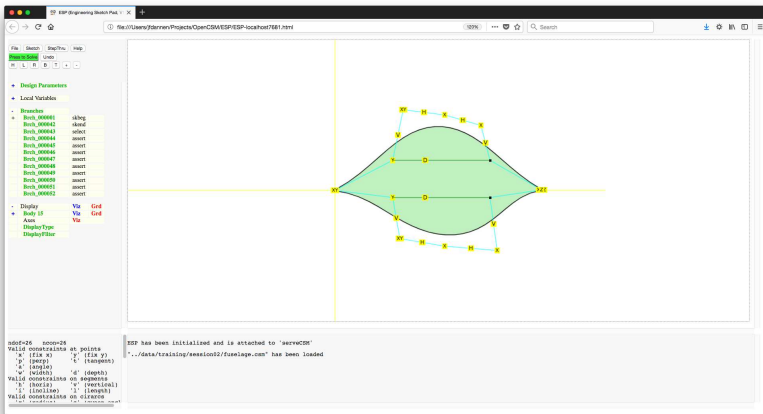 ESP (Engineering Sketch Pad, v
file:///Users/jfdannen/Projects/OpenCSM/ESP/ESP-localhost7681.html
120%
Search
File Sketch StepThru Help
Press to Solve Undo
H L R B T + -
+ Design Parameters
+ Local Variables
- Branches
+ Brch_000001 skbeg
Brch_000042 skend
Brch_000043 select
Brch_000044 assert
Brch_000045 assert
Brch_000046 assert
Brch_000047 assert
Brch_000048 assert
Brch_000049 assert
Brch_000050 assert
Brch_000051 assert
Brch_000052 assert
- Display Viz Grd
+ Body 15 Viz Grd
Axes Viz
DisplayType
DisplayFilter
XY H X H X
V V
Y D
XY
Y D
V V
XY H X H X
ndof=26 ncon=26
Valid constraints at points
'x' (fix x) 'y' (fix y)
'p' (perp) 't' (tangent)
'a' (angle)
'w' (width) 'd' (depth)
Valid constraints on segments
'h' (horiz) 'v' (vertical)
'i' (incline) 'l' (length)
Valid constraints on cirarcs
ESP has been initialized and is attached to 'serveCSM'
"../data/training/session02/fuselage.csm" has been loaded